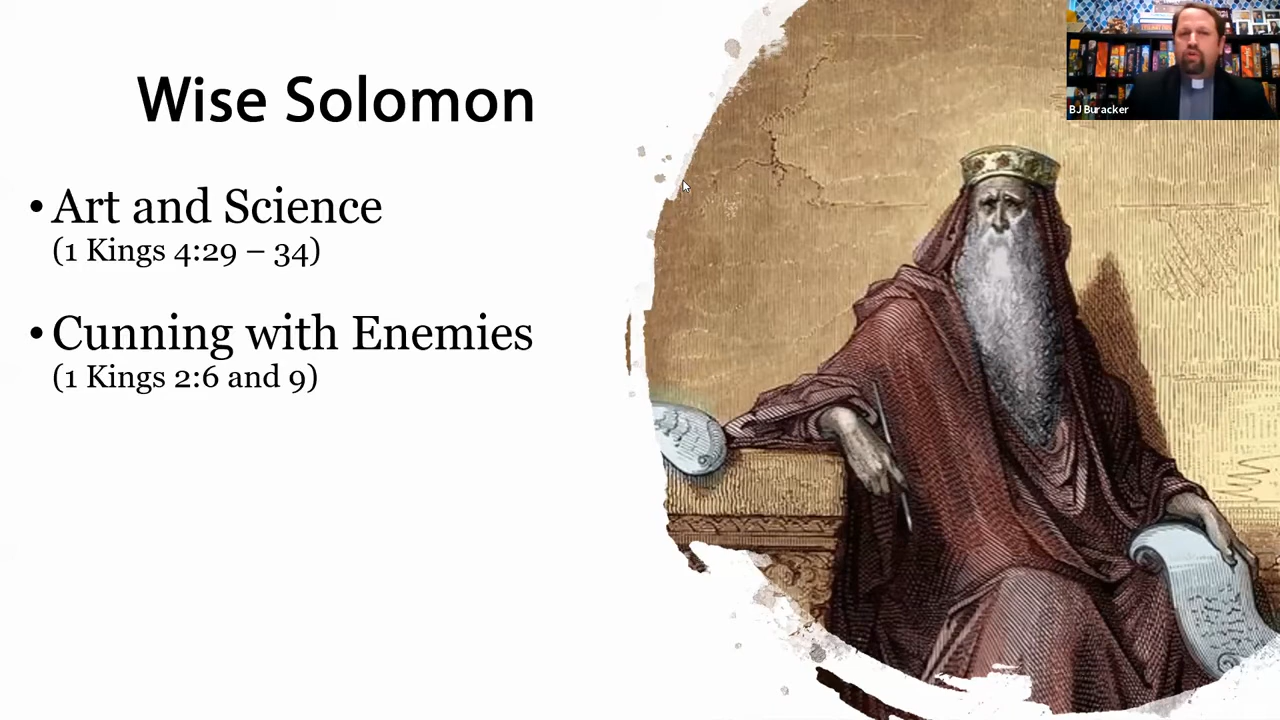 Wise Solomon
• Art and Science
(1 Kings 4:29 – 34)
• Cunning with Enemies
(1 Kings 2:6 and 9)
BJ Buracker